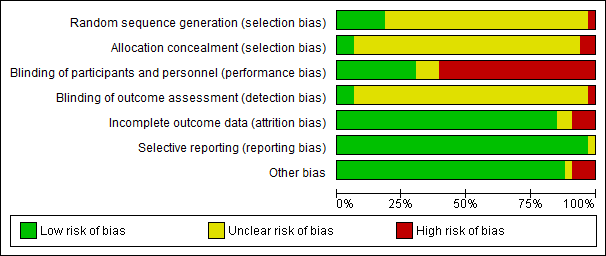 Random sequence generation (selection bias)
Allocation concealment (selection bias)
Blinding of participants and personnel (performance bias)
Blinding of outcome assessment (detection bias)
Incomplete outcome data (attrition bias)
Selective reporting (reporting bias)
Other bias
0% 25% 50% 75% 100%
Low risk of bias Unclear risk of bias High risk of bias